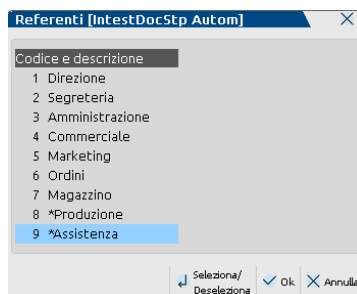 Referenti [IntestDocStp Autom]
Codice e descrizione
1 Direzione
2 Segreteria
3 Amministrazione
4 Commerciale
5 Marketing
6 Ordini
7 Magazzino
8 *Produzione
9 *Assistenza
Seleziona/
Deseleziona
Ok
Annulla